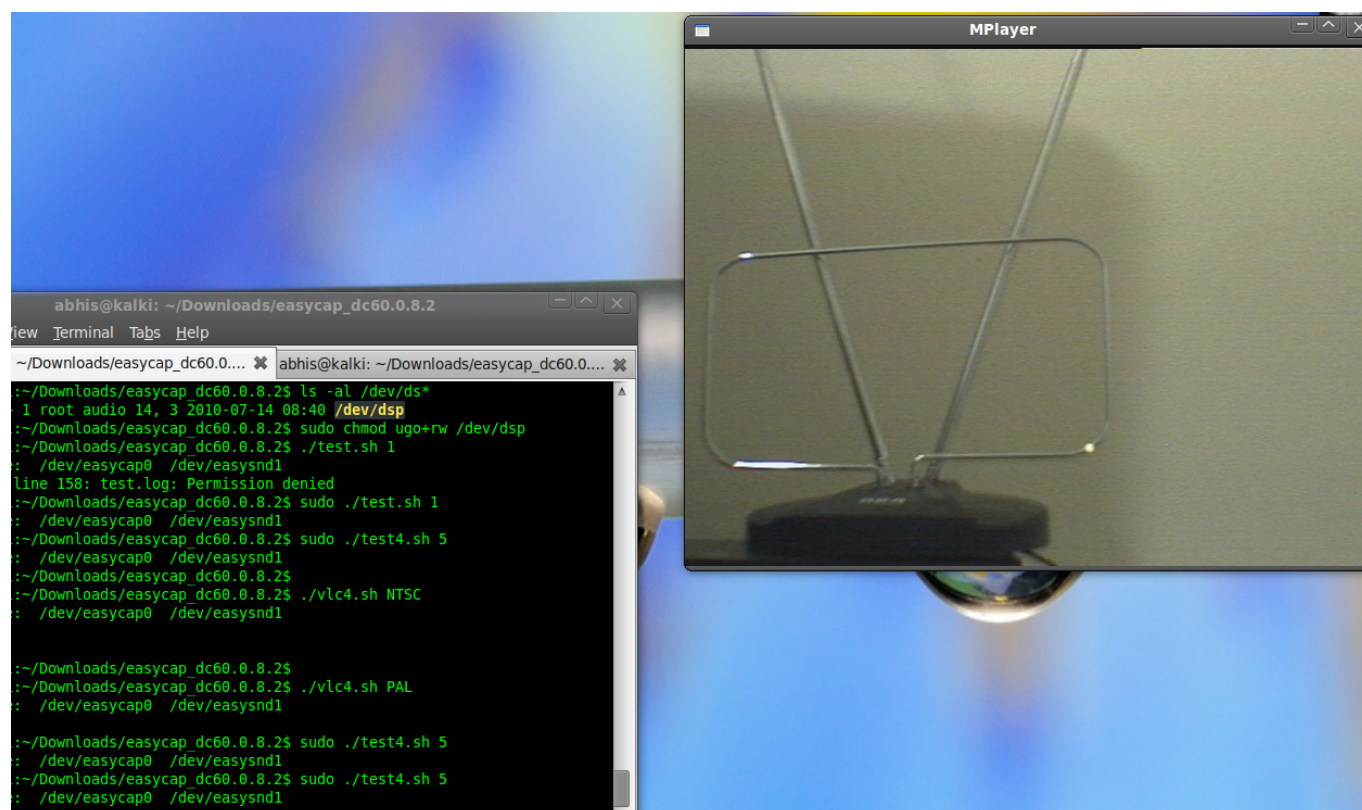 MPlayer
abhis@kalki: ~/Downloads/easycap_dc60.0.8.2
View Terminal Tabs Help
~/Downloads/easycap_dc60.0.... abhis@kalki: ~/Downloads/easycap_dc60.0....
:~/Downloads/easycap_dc60.0.8.2$ ls -al /dev/ds*
- 1 root audio 14, 3 2010-07-14 08:40 /dev/dsp
:~/Downloads/easycap_dc60.0.8.2$ sudo chmod ugo+rw /dev/dsp
:~/Downloads/easycap_dc60.0.8.2$ ./test.sh 1
: /dev/easycap0 /dev/easysnd1
line 158: test.log: Permission denied
:~/Downloads/easycap_dc60.0.8.2$ sudo ./test.sh 1
: /dev/easycap0 /dev/easysnd1
:~/Downloads/easycap_dc60.0.8.2$ sudo ./test4.sh 5
: /dev/easycap0 /dev/easysnd1
:~/Downloads/easycap_dc60.0.8.2$
:~/Downloads/easycap_dc60.0.8.2$ ./vlc4.sh NTSC
: /dev/easycap0 /dev/easysnd1
:~/Downloads/easycap_dc60.0.8.2$
:~/Downloads/easycap_dc60.0.8.2$ ./vlc4.sh PAL
: /dev/easycap0 /dev/easysnd1
:~/Downloads/easycap_dc60.0.8.2$ sudo ./test4.sh 5
: /dev/easycap0 /dev/easysnd1
:~/Downloads/easycap_dc60.0.8.2$ sudo ./test4.sh 5
: /dev/easycap0 /dev/easysnd1